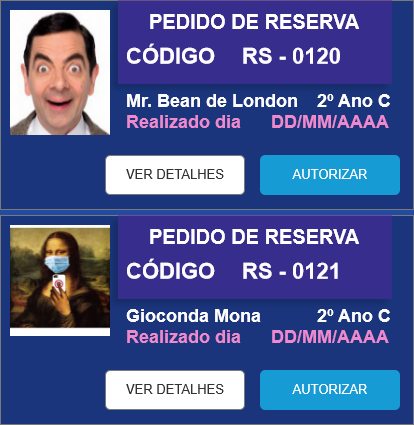 PEDIDO DE RESERVA
CÓDIGO RS - 0120
Mr. Bean de London 2º Ano C
Realizado dia DD/MM/AAAA
VER DETALHES AUTORIZAR
PEDIDO DE RESERVA
CÓDIGO RS - 0121
Gioconda Mona 2º Ano C
Realizado dia DD/MM/AAAA
VER DETALHES AUTORIZAR